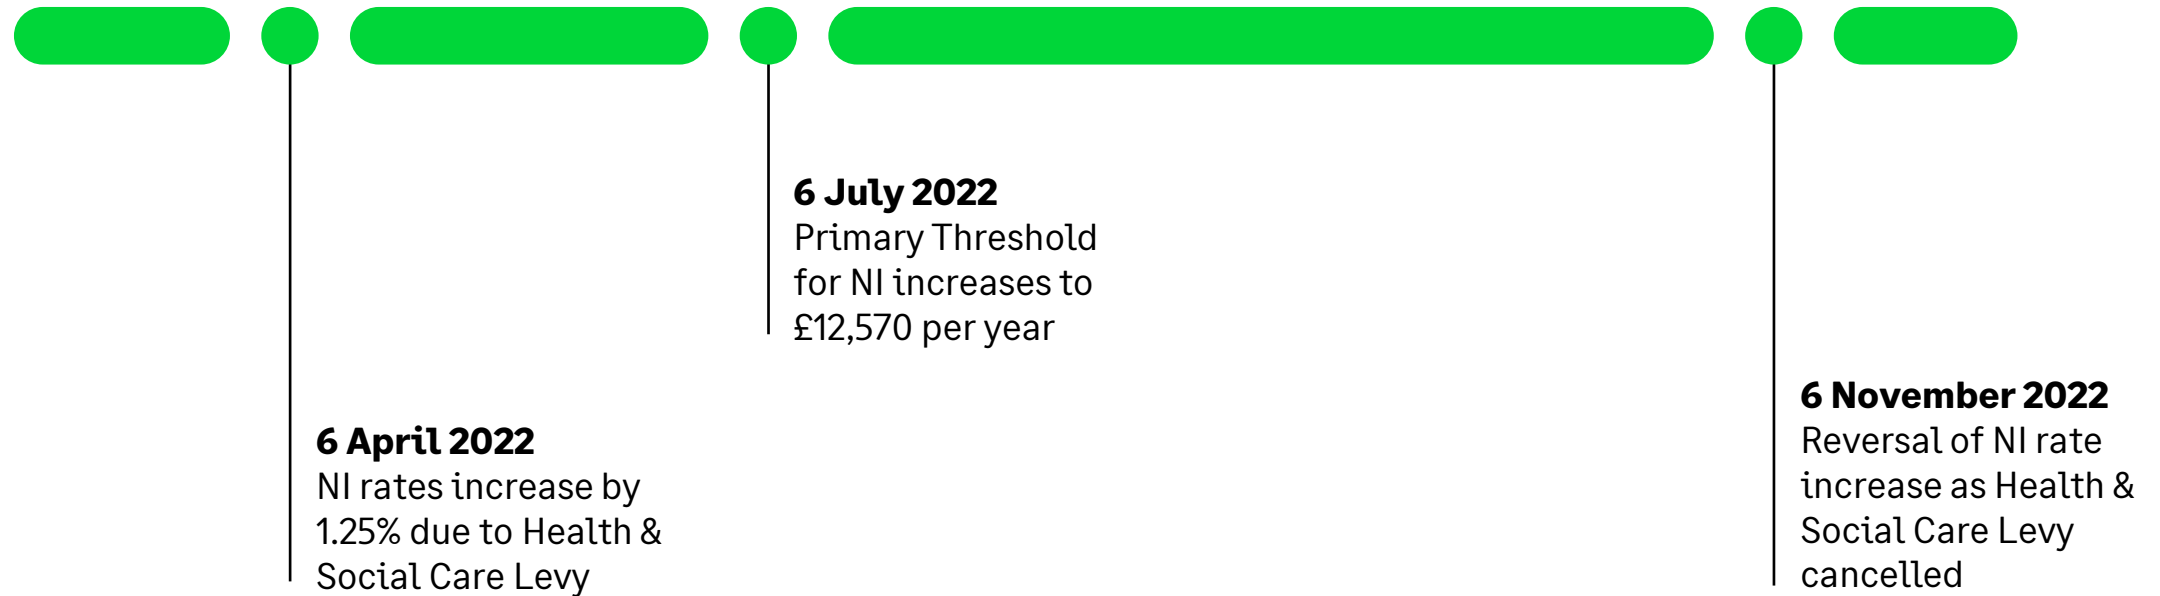 6 April 2022
NI rates increase by
1.25% due to Health &
Social Care Levy
6 July 2022
Primary Threshold
for NI increases to
£12,570 per year
6 November 2022
Reversal of NI rate
increase as Health &
Social Care Levy
cancelled